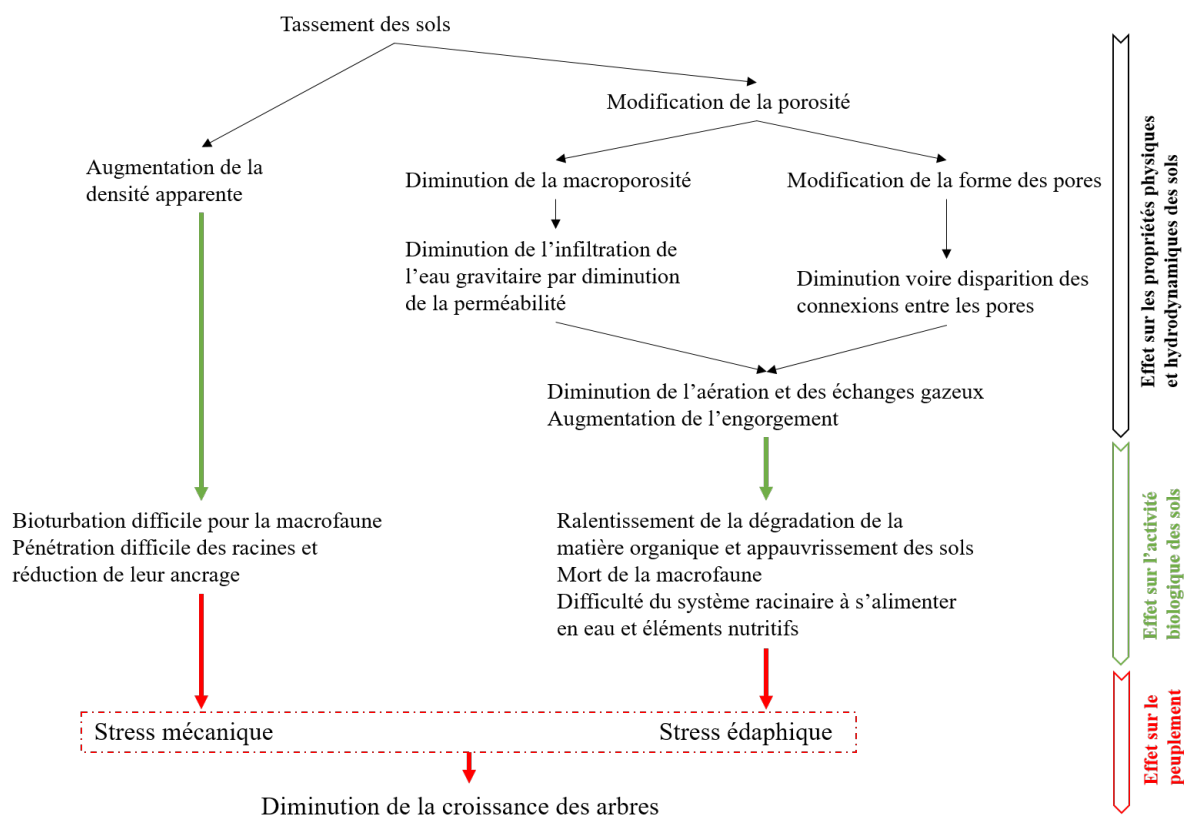 Tassement des sols
Modification de la porosité
Augmentation de la
densité apparente
Diminution de la macroporosité
Modification de la forme des pores
Diminution de l’infiltration de
l’eau gravitaire par diminution
de la perméabilité
Diminution voire disparition des
connexions entre les pores
Diminution de l’aération et des échanges gazeux
Augmentation de l’engorgement
Bioturbation difficile pour la macrofaune
Pénétration difficile des racines et
réduction de leur ancrage
Ralentissement de la dégradation de la
matière organique et appauvrissement des sols
Mort de la macrofaune
Difficulté du système racinaire à s’alimenter
en eau et éléments nutritifs
Stress mécanique
Stress édaphique
Diminution de la croissance des arbres
Effet sur les propriétés physiques
et hydrodynamiques des sols
Effet sur l’activité
biologique des sols
Effet sur le
peuplement